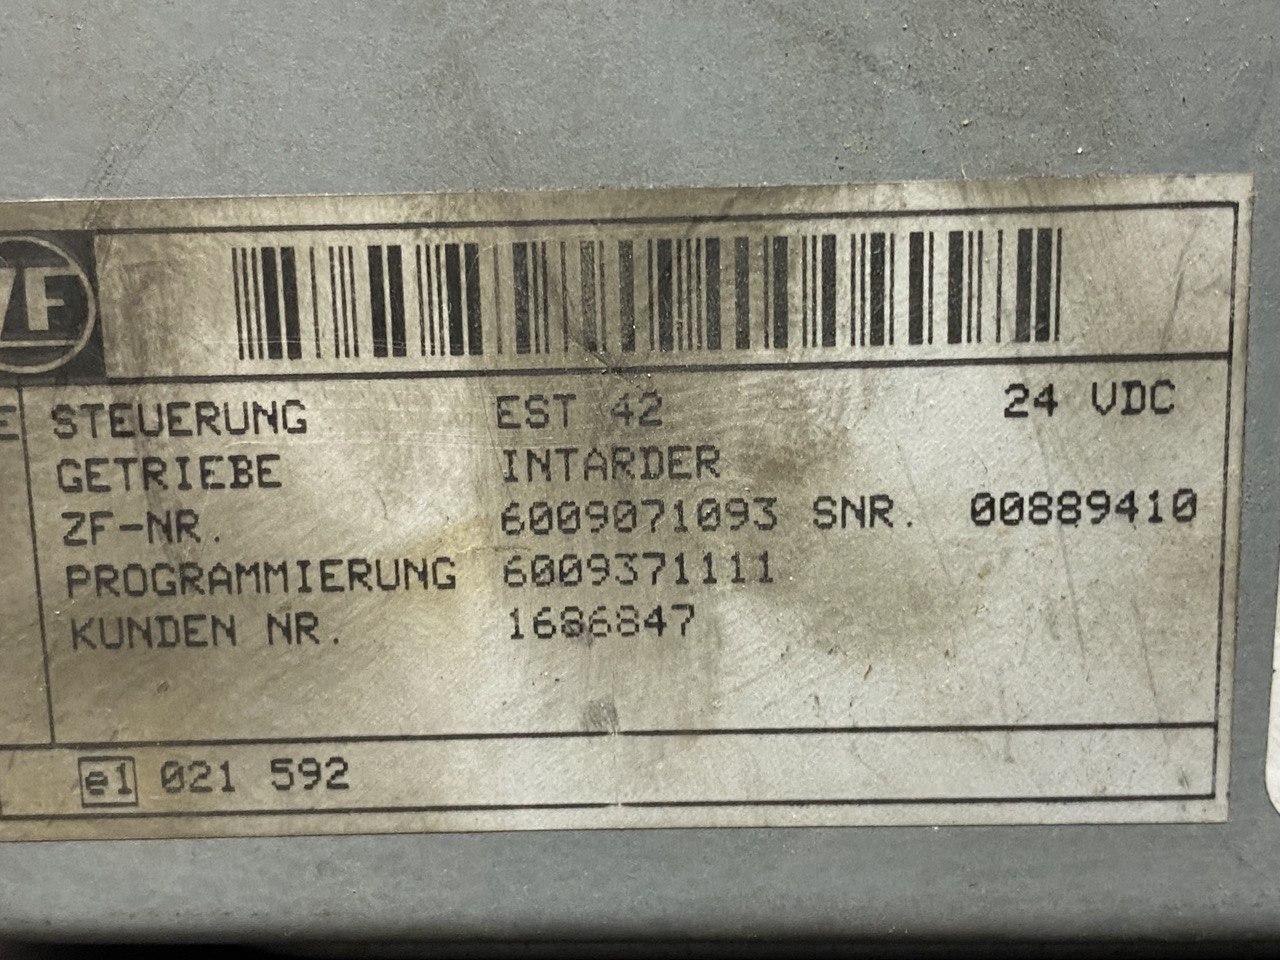 ZF
STEUERUNG EST 42 24 VDC
GETRIEBE INTARDER
ZF-NR. 6009071093 SNR. 00889410
PROGRAMMIERUNG 6009371111
KUNDEN NR. 1686847
e1 021 592